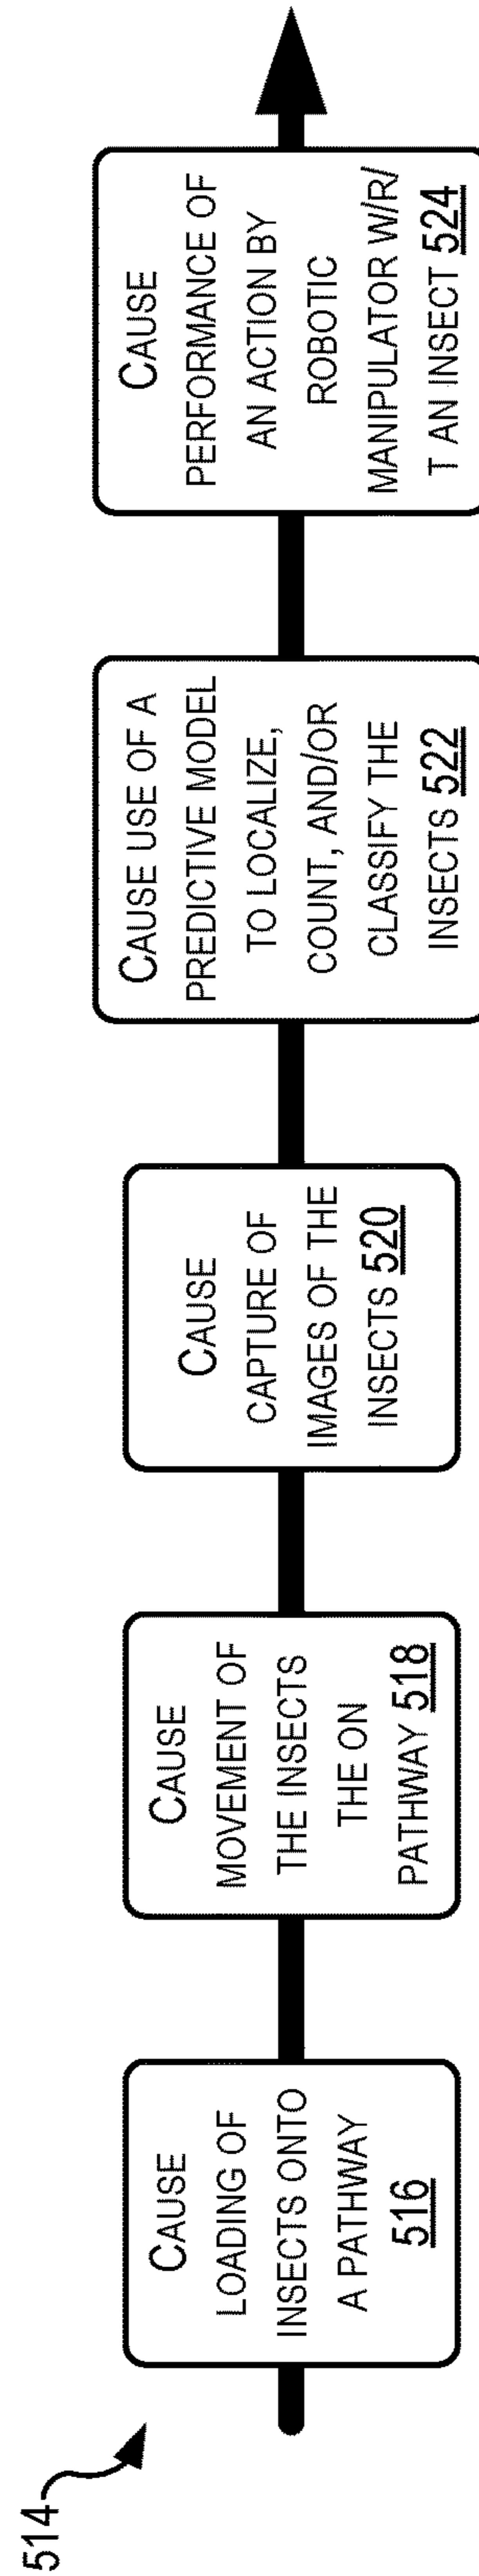 514
CAUSE
LOADING OF
INSECTS ONTO
A PATHWAY
516
CAUSE
MOVEMENT OF
THE INSECTS
THE ON
PATHWAY 518
CAUSE
CAPTURE OF
IMAGES OF THE
INSECTS 520
CAUSE USE OF A
PREDICTIVE MODEL
TO LOCALIZE,
COUNT, AND/OR
CLASSIFY THE
INSECTS 522
CAUSE
PERFORMANCE OF
AN ACTION BY
ROBOTIC
MANIPULATOR W/R/
T AN INSECT 524